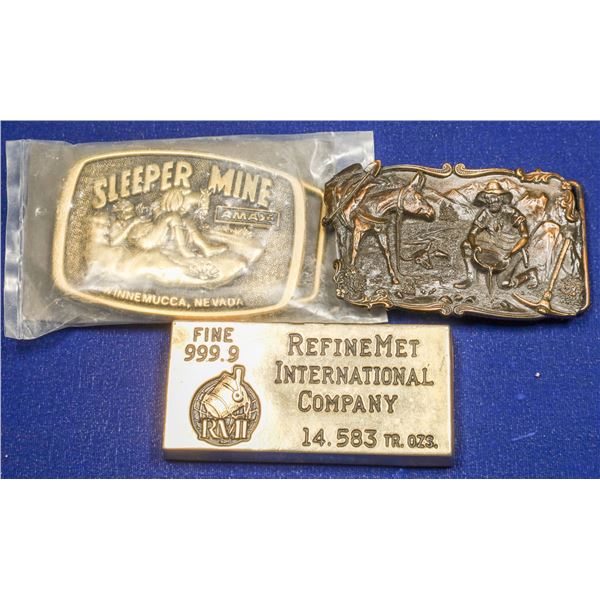 SLEEPER MINE
AMAX
WINNEMUCCA, NEVADA
FINE
999.9
RMI
REFINEMET
INTERNATIONAL
COMPANY
14.583 TR. OZS.